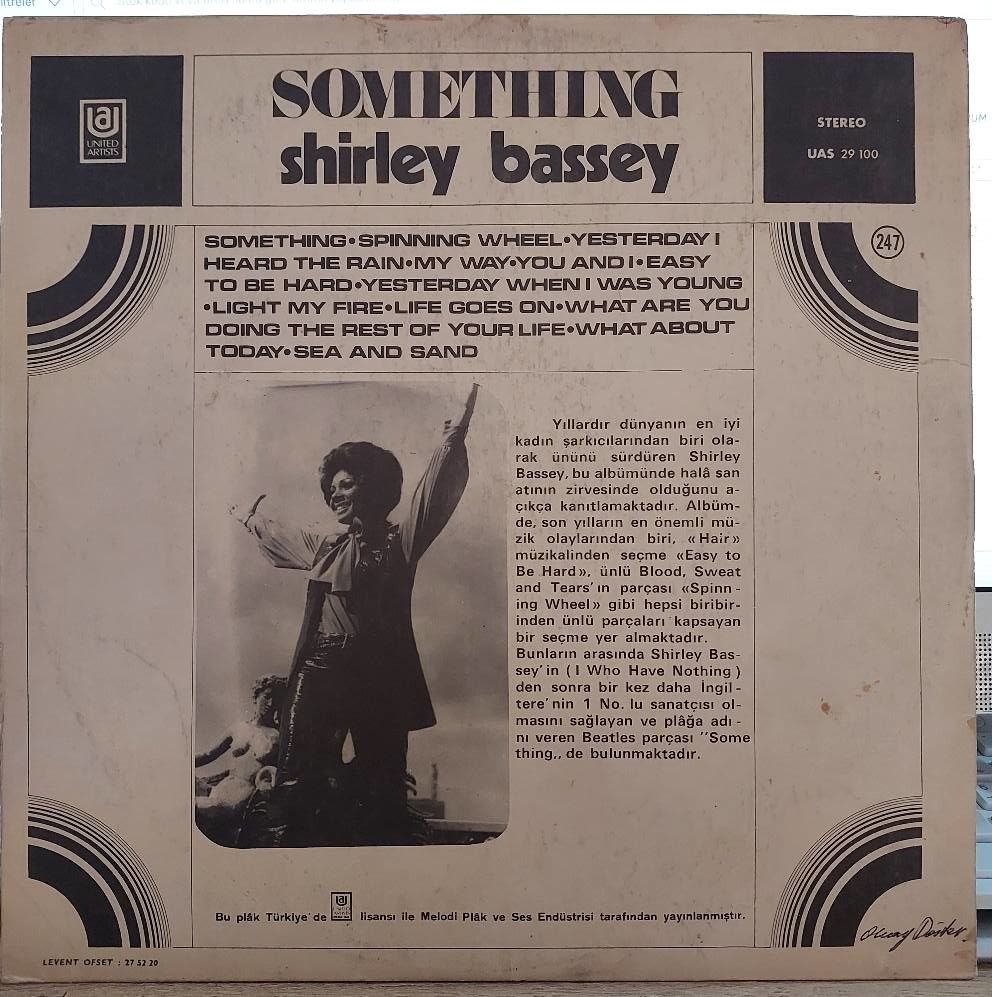 UNITED
ARTISTS
SOMETHING
shirley bassey
STEREO
UAS 29 100
247
SOMETHING•SPINNING WHEEL•YESTERDAY I
HEARD THE RAIN•MY WAY•YOU AND I•EASY
TO BE HARD•YESTERDAY WHEN I WAS YOUNG
•LIGHT MY FIRE•LIFE GOES ON•WHAT ARE YOU
DOING THE REST OF YOUR LIFE•WHAT ABOUT
TODAY•SEA AND SAND
Yıllardır dünyanın en iyi
kadın şarkıcılarından biri ola-
rak ününü sürdüren Shirley
Bassey, bu albümünde halâ san
atının zirvesinde olduğunu a-
çıkça kanıtlamaktadır. Albüm-
de, son yılların en önemli mü-
zik olaylarından biri, «Hair»
müzikalinden seçme «Easy to
Be Hard», ünlü Blood, Sweat
and Tears'in parçası «Spinn-
ing Wheel» gibi hepsi biribir-
inden ünlü parçaları kapsayan
bir seçme yer almaktadır.
Bunların arasında Shirley Bas-
sey'in (I Who Have Nothing)
den sonra bir kez daha İngil-
tere'nin 1 No. lu sanatçısı ol-
masını sağlayan ve plâğa adı-
nı veren Beatles parçası "Some
thing,, de bulunmaktadır.
Bu plâk Türkiye'de lisansı ile Melodi Plâk ve Ses Endüstrisi tarafından yayınlanmıştır.
LEVENT OFSET : 27 52 20